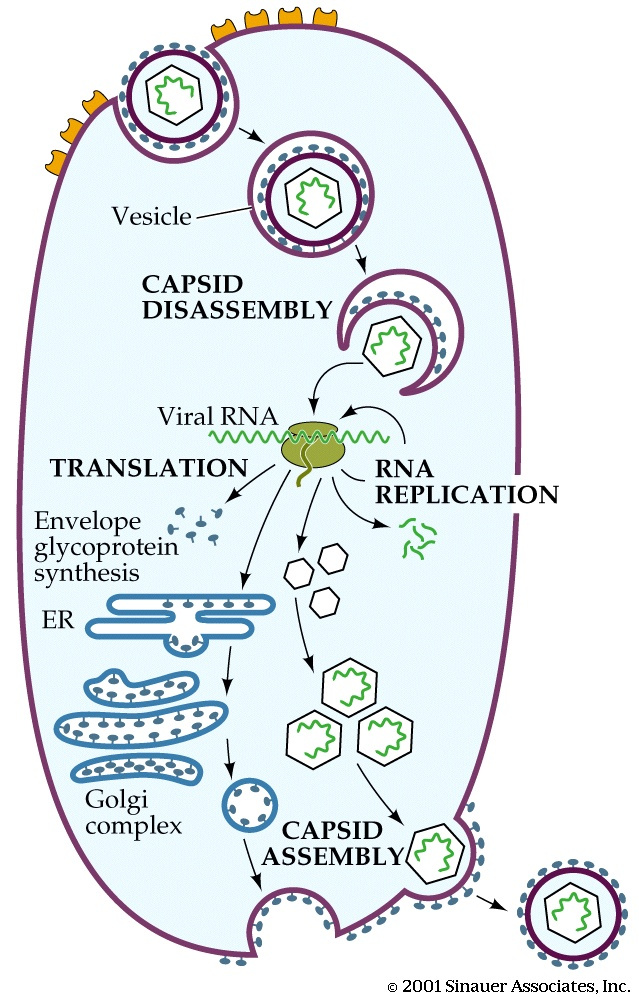 Vesicle
CAPSID
DISASSEMBLY
Viral RNA
TRANSLATION
RNA
REPLICATION
Envelope
glycoprotein
synthesis
ER
Golgi
complex
CAPSID
ASSEMBLY
© 2001 Sinauer Associates, Inc.